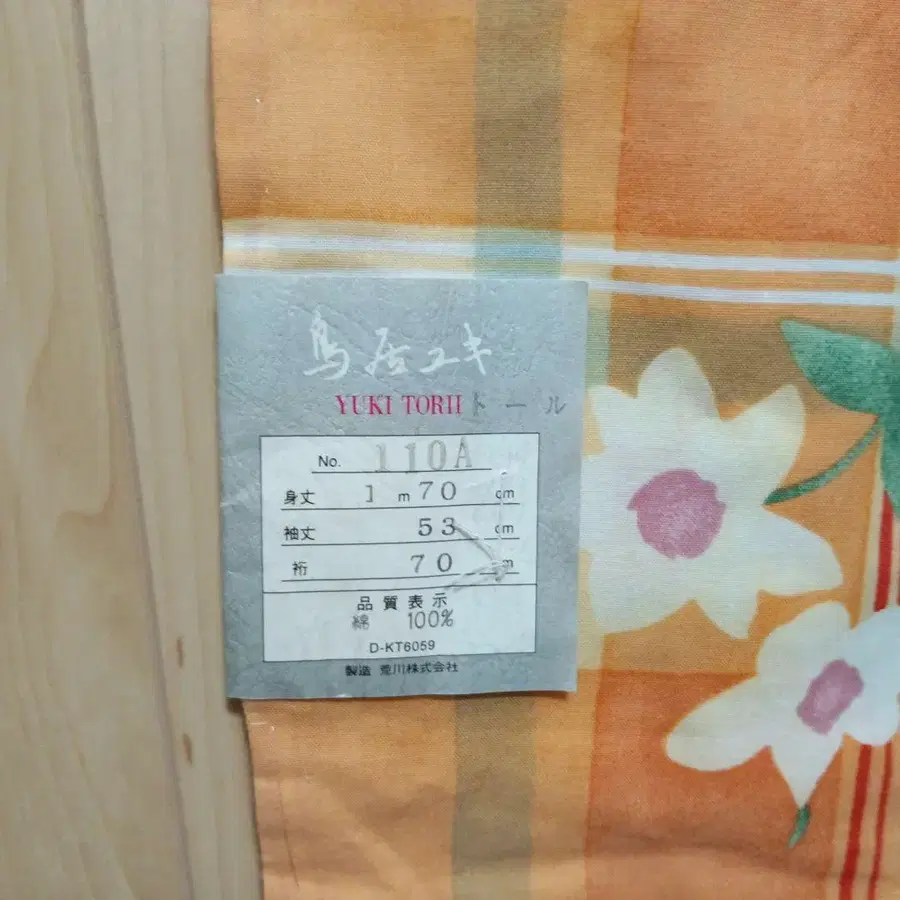 鳥居ユキ
YUKI TORII トール
No. 110A
身丈 1 m 70 cm
袖丈 53 cm
裄 70 cm
品質表示
綿 100%
D-KT6059
製造 荒川株式会社